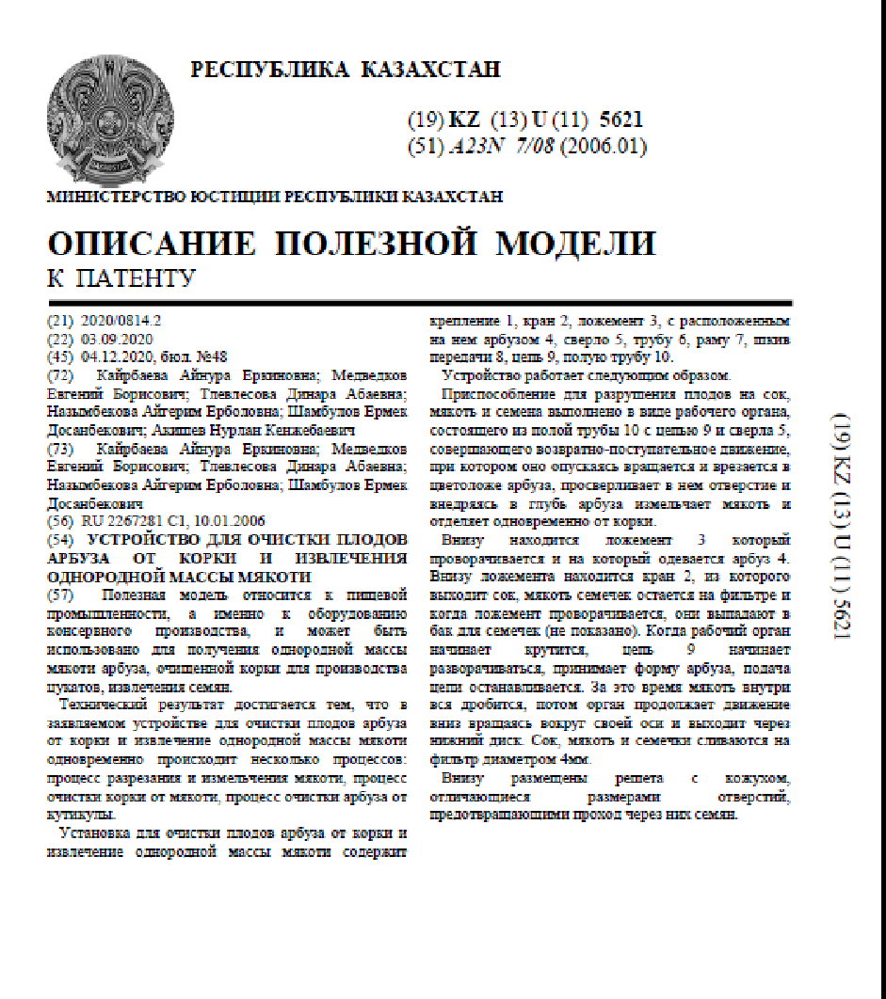 РЕСПУБЛИКА КАЗАХСТАН
(19) KZ (13) U (11) 5621
(51) A23N 7/08 (2006.01)
МИНИСТЕРСТВО ЮСТИЦИИ РЕСПУБЛИКИ КАЗАХСТАН
ОПИСАНИЕ ПОЛЕЗНОЙ МОДЕЛИ
К ПАТЕНТУ
(21) 2020/0814.2
(22) 03.09.2020
(45) 04.12.2020, бюл. №48
(72) Кайрбаева Айнура Еркиновна; Медведков
Евгений Борисович; Тлевлесова Динара Абаевна;
Назымбекова Айгерим Ерболовна; Шамбулов Ермек
Досанбекович; Акишев Нурлан Кенжебаевич
(73) Кайрбаева Айнура Еркиновна; Медведков
Евгений Борисович; Тлевлесова Динара Абаевна;
Назымбекова Айгерим Ерболовна; Шамбулов Ермек
Досанбекович
(56) RU 2267281 C1, 10.01.2006
(54) УСТРОЙСТВО ДЛЯ ОЧИСТКИ ПЛОДОВ
АРБУЗА ОТ КОРКИ И ИЗВЛЕЧЕНИЯ
ОДНОРОДНОЙ МАССЫ МЯКОТИ
(57) Полезная модель относится к пищевой
промышленности, а именно к оборудованию
консервного производства, и может быть
использовано для получения однородной массы
мякоти арбуза, очищенной корки для производства
цукатов, извлечения семян.
Технический результат достигается тем, что в
заявляемом устройстве для очистки плодов арбуза
от корки и извлечение однородной массы мякоти
одновременно происходит несколько процессов:
процесс разрезания и измельчения мякоти, процесс
очистки корки от мякоти, процесс очистки арбуза от
кутикулы.
Установка для очистки плодов арбуза от корки и
извлечение однородной массы мякоти содержит
крепление 1, кран 2, ложемент 3, с расположенным
на нем арбузом 4, сверло 5, трубу 6, раму 7, шкив
передачи 8, цепь 9, полую трубу 10.
Устройство работает следующим образом.
Приспособление для разрушения плодов на сок,
мякоть и семена выполнено в виде рабочего органа,
состоящего из полой трубы 10 с цепью 9 и сверла 5,
совершающего возвратно-поступательное движение,
при котором оно опускаясь вращается и врезается в
цветоложе арбуза, просверливает в нем отверстие и
внедряясь в глубь арбуза измельчает мякоть и
отделяет одновременно от корки.
Внизу находится ложемент 3 который
проворачивается и на который одевается арбуз 4.
Внизу ложемента находится кран 2, из которого
выходит сок, мякоть семечек остается на фильтре и
когда ложемент проворачивается, они выпадают в
бак для семечек (не показано). Когда рабочий орган
начинает крутится, цепь 9 начинает
разворачиваться, принимает форму арбуза, подача
цепи останавливается. За это время мякоть внутри
вся дробится, потом орган продолжает движение
вниз вращаясь вокруг своей оси и выходит через
нижний диск. Сок, мякоть и семечки сливаются на
фильтр диаметром 4мм.
Внизу размещены решета с кожухом,
отличающиеся размерами отверстий,
предотвращающими проход через них семян.
(19) KZ (13) U (11) 5621